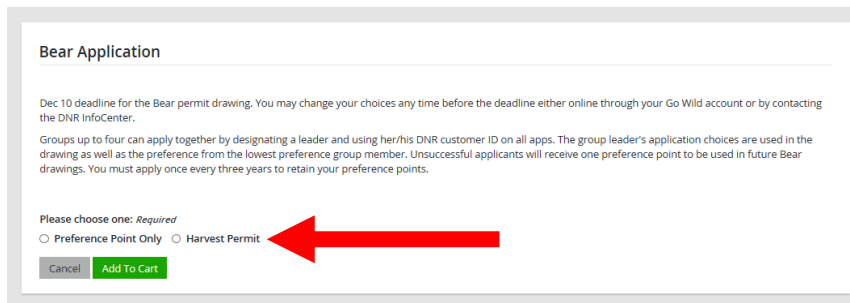 Bear Application
Dec 10 deadline for the Bear permit drawing. You may change your choices any time before the deadline either online through your Go Wild account or by contacting
the DNR InfoCenter.
Groups up to four can apply together by designating a leader and using her/his DNR customer ID on all apps. The group leader's application choices are used in the
drawing as well as the preference from the lowest preference group member. Unsuccessful applicants will receive one preference point to be used in future Bear
drawings. You must apply once every three years to retain your preference points.
Please choose one: Required
Preference Point Only Harvest Permit
Cancel Add To Cart